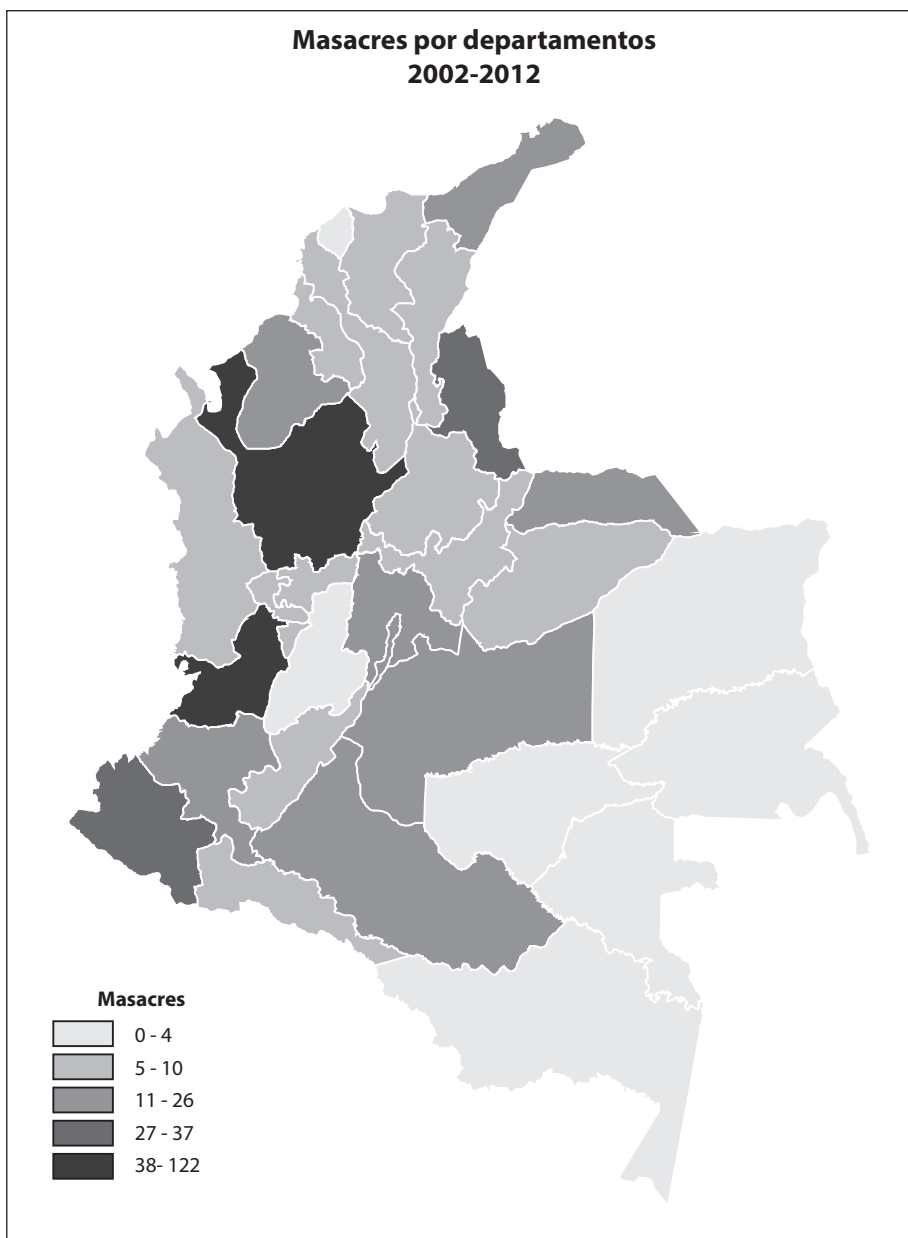 Masacres por departamentos
2002-2012
Masacres
0 - 4
5 - 10
11 - 26
27 - 37
38- 122